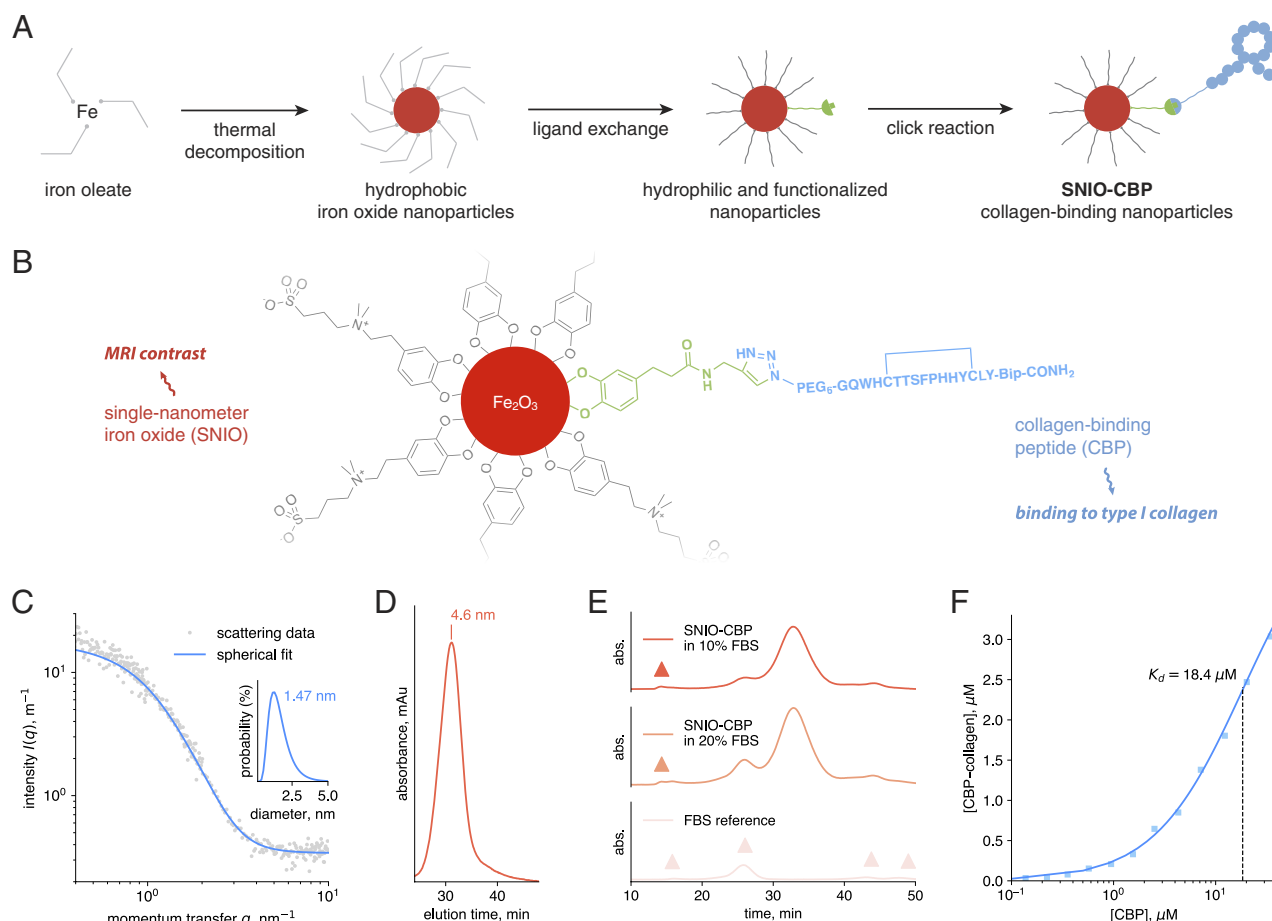 A
Fe
iron oleate
thermal
decomposition
hydrophobic
iron oxide nanoparticles
ligand exchange
hydrophilic and functionalized
nanoparticles
click reaction
SNIO-CBP
collagen-binding nanoparticles
B
MRI contrast
single-nanometer
iron oxide (SNIO)
Fe2O3
PEG6-GQWHCTTSFPHHYCLY-Bip-CONH2
collagen-binding
peptide (CBP)
binding to type I collagen
C
scattering data
spherical fit
1.47 nm
probability (%)
2.5 5.0
diameter, nm
intensity I(q), m⁻¹
10¹
10⁰
10⁰ 10¹
momentum transfer q, nm⁻¹
D
4.6 nm
absorbance, mAu
30 40
elution time, min
E
abs.
SNIO-CBP
in 10% FBS
abs.
SNIO-CBP
in 20% FBS
abs.
FBS reference
10 20 30 40 50
time, min
F
[CBP-collagen], μM
3.0
2.5
2.0
1.5
1.0
0.5
0.0
Kd = 18.4 μM
10⁻¹ 10⁰ 10¹
[CBP], μM